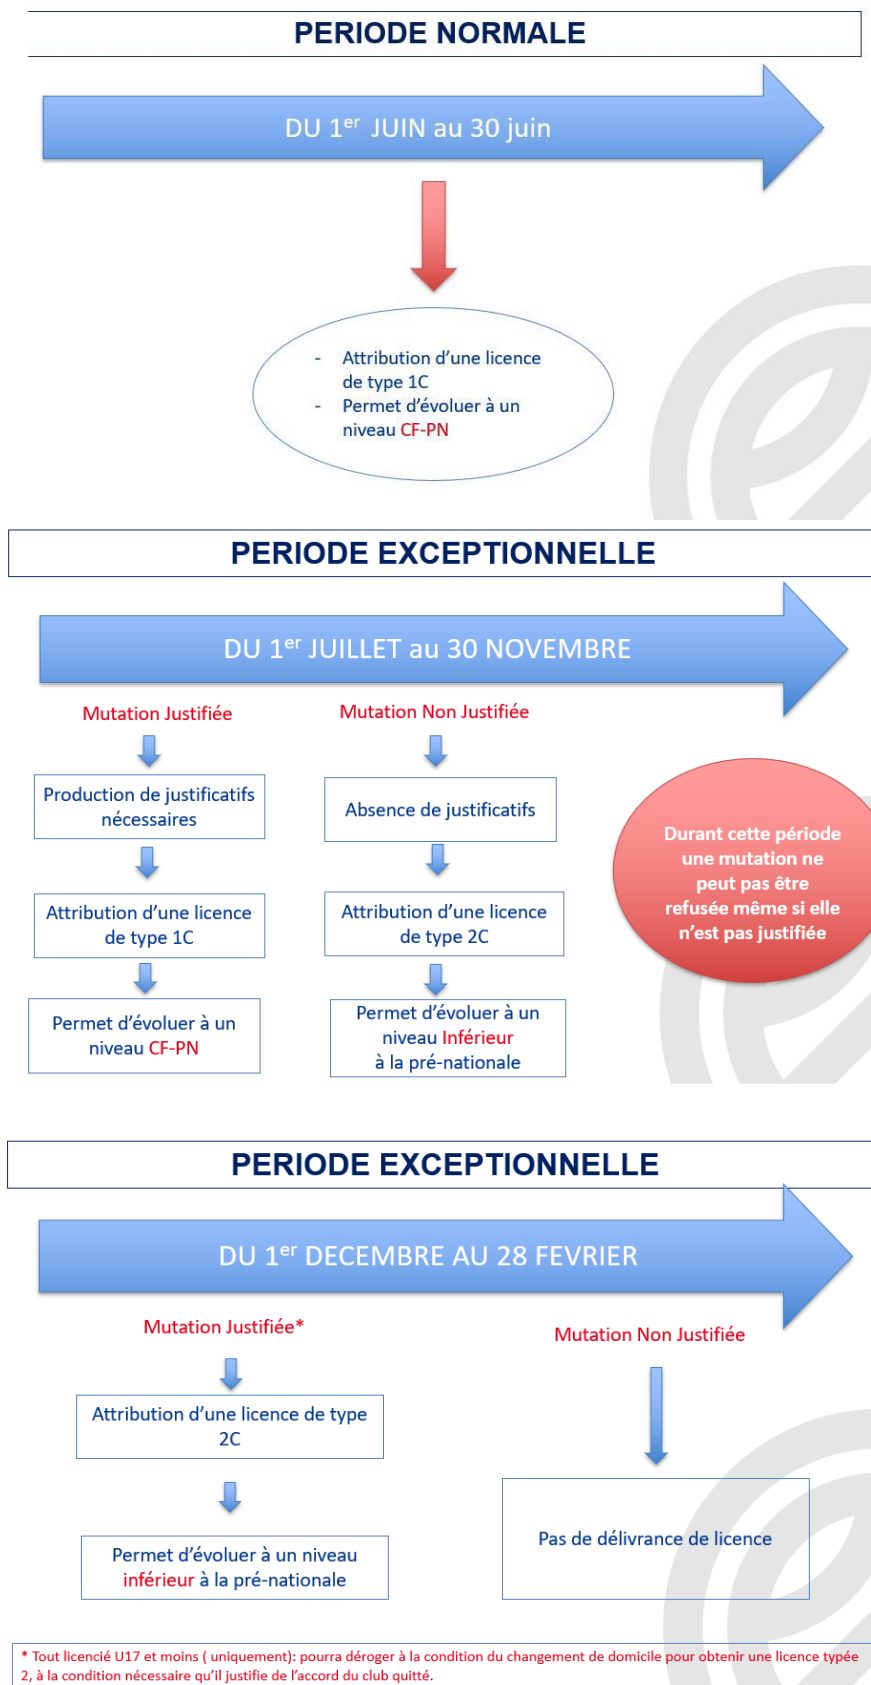 PERIODE NORMALE
DU 1er JUIN au 30 juin
- Attribution d'une licence
de type 1C
- Permet d'évoluer à un
niveau CF-PN
PERIODE EXCEPTIONNELLE
DU 1er JUILLET au 30 NOVEMBRE
Mutation Justifiée
Production de justificatifs
nécessaires
Attribution d'une licence
de type 1C
Permet d'évoluer à un
niveau CF-PN
Mutation Non Justifiée
Absence de justificatifs
Attribution d'une licence
de type 2C
Permet d'évoluer à un
niveau Inférieur
à la pré-nationale
Durant cette période
une mutation ne
peut pas être
refusée même si elle
n'est pas justifiée
PERIODE EXCEPTIONNELLE
DU 1er DECEMBRE AU 28 FEVRIER
Mutation Justifiée*
Attribution d'une licence de type
2C
Permet d'évoluer à un niveau
inférieur à la pré-nationale
Mutation Non Justifiée
Pas de délivrance de licence
* Tout licencié U17 et moins ( uniquement): pourra déroger à la condition du changement de domicile pour obtenir une licence typée
2, à la condition nécessaire qu'il justifie de l'accord du club quitté.